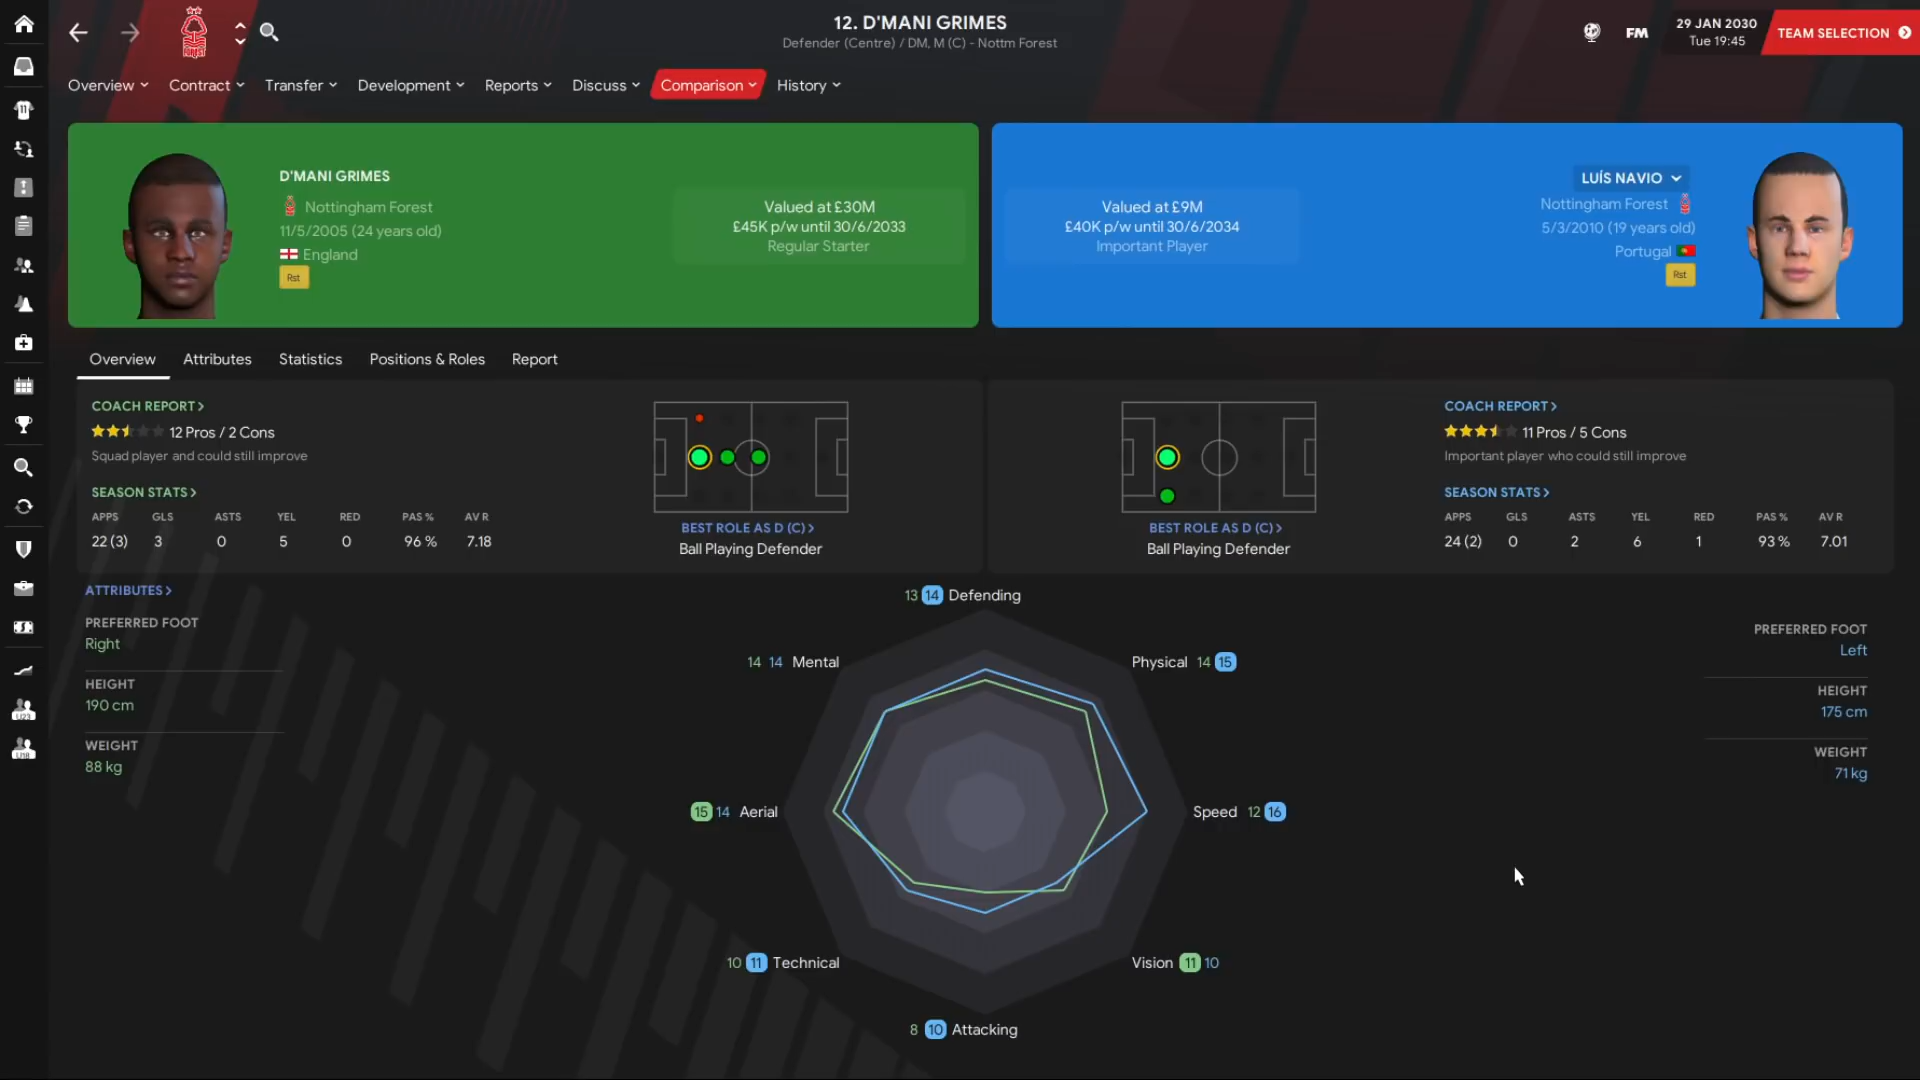 12. D'MANI GRIMES
Defender (Centre) / DM, M (C) - Nottm Forest
FOREST
FM
29 JAN 2030
Tue 19:45
TEAM SELECTION
Overview
Contract
Transfer
Development
Reports
Discuss
Comparison
History
11
D'MANI GRIMES
Nottingham Forest
11/5/2005 (24 years old)
England
Rst
Valued at £30M
£45K p/w until 30/6/2033
Regular Starter
Valued at £9M
£40K p/w until 30/6/2034
Important Player
LUÍS NAVIO
Nottingham Forest
5/3/2010 (19 years old)
Portugal
Rst
Overview
Attributes
Statistics
Positions & Roles
Report
COACH REPORT
12 Pros / 2 Cons
Squad player and could still improve
SEASON STATS
APPS GLS ASTS YEL RED PAS % AV R
22 (3) 3 0 5 0 96 % 7.18
BEST ROLE AS D (C)
Ball Playing Defender
BEST ROLE AS D (C)
Ball Playing Defender
COACH REPORT
11 Pros / 5 Cons
Important player who could still improve
SEASON STATS
APPS GLS ASTS YEL RED PAS % AV R
24 (2) 0 2 6 1 93 % 7.01
ATTRIBUTES
PREFERRED FOOT
Right
HEIGHT
190 cm
WEIGHT
88 kg
13 14 Defending
14 14 Mental
Physical 14 15
15 14 Aerial
Speed 12 16
10 11 Technical
Vision 11 10
8 10 Attacking
PREFERRED FOOT
Left
HEIGHT
175 cm
WEIGHT
71 kg
U23
U18